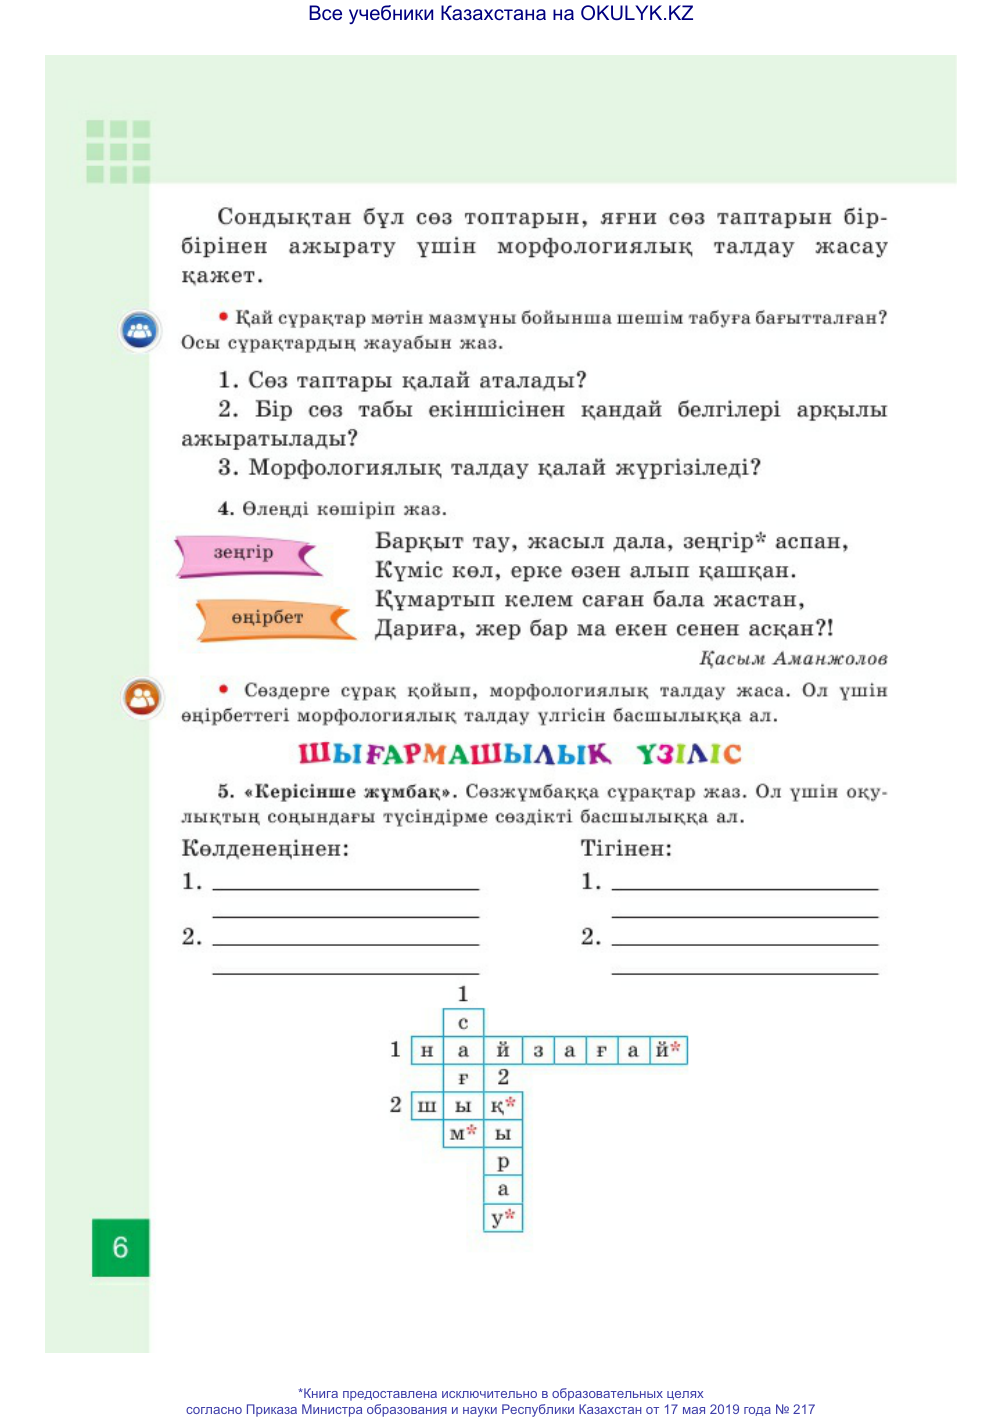 Все учебники Казахстана на OKULYK.KZ
Сондықтан бұл сөз топтарын, яғни сөз таптарын бір-
бірінен ажырату үшін морфологиялық талдау жасау
қажет.
• Қай сұрақтар мәтін мазмұны бойынша шешім табуға бағытталған?
Осы сұрақтардың жауабын жаз.
1. Сөз таптары қалай аталады?
2. Бір сөз табы екіншісінен қандай белгілері арқылы
ажыратылады?
3. Морфологиялық талдау қалай жүргізіледі?
4. Өлеңді көшіріп жаз.
зеңгір
өңірбет
Барқыт тау, жасыл дала, зеңгір* аспан,
Күміс көл, ерке өзен алып қашқан.
Құмартып келем саған бала жастан,
Дариға, жер бар ма екен сенен асқан?!
Қасым Аманжолов
• Сөздерге сұрақ қойып, морфологиялық талдау жаса. Ол үшін
өңірбеттегі морфологиялық талдау үлгісін басшылыққа ал.
ШЫҒАРМАШЫЛЫҚ ҮЗІЛІС
5. «Керісінше жұмбақ». Сөзжұмбаққа сұрақтар жаз. Ол үшін оқу-
лықтың соңындағы түсіндірме сөздікті басшылыққа ал.
Көлденеңінен: Тігінен:
1. 1.
2. 2.
1
с
1 н а й з а ғ а й*
ғ 2
2 ш ы қ*
м* ы
р
а
у*
6
*Книга предоставлена исключительно в образовательных целях
согласно Приказа Министра образования и науки Республики Казахстан от 17 мая 2019 года № 217